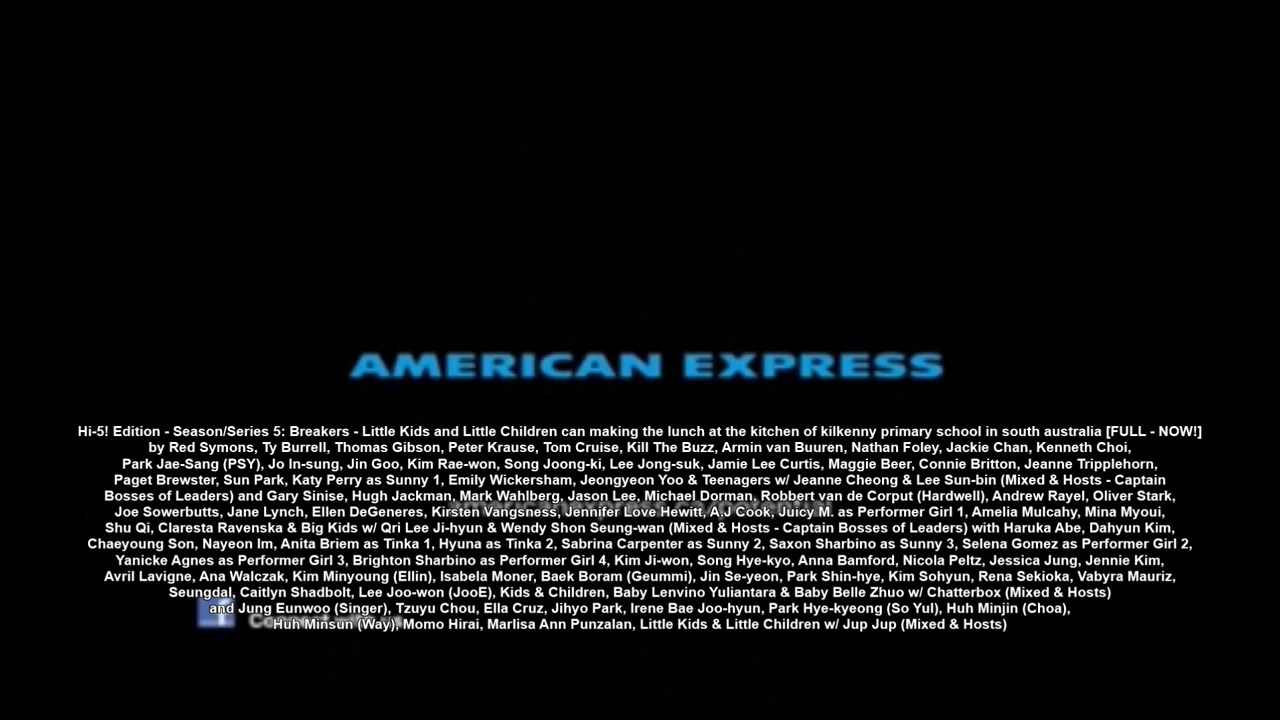 AMERICAN EXPRESS
Hi-5! Edition - Season/Series 5: Breakers - Little Kids and Little Children can making the lunch at the kitchen of kilkenny primary school in south australia [FULL - NOW!]
by Red Symons, Ty Burrell, Thomas Gibson, Peter Krause, Tom Cruise, Kill The Buzz, Armin van Buuren, Nathan Foley, Jackie Chan, Kenneth Choi,
Park Jae-Sang (PSY), Jo In-sung, Jin Goo, Kim Rae-won, Song Joong-ki, Lee Jong-suk, Jamie Lee Curtis, Maggie Beer, Connie Britton, Jeanne Tripplehorn,
Paget Brewster, Sun Park, Katy Perry as Sunny 1, Emily Wickersham, Jeongyeon Yoo & Teenagers w/ Jeanne Cheong & Lee Sun-bin (Mixed & Hosts - Captain
Bosses of Leaders) and Gary Sinise, Hugh Jackman, Mark Wahlberg, Jason Lee, Michael Dorman, Robbert van de Corput (Hardwell), Andrew Rayel, Oliver Stark,
americanexpress.ca/potential
Joe Sowerbutts, Jane Lynch, Ellen DeGeneres, Kirsten Vangsness, Jennifer Love Hewitt, A.J Cook, Juicy M. as Performer Girl 1, Amelia Mulcahy, Mina Myoui,
Shu Qi, Claresta Ravenska & Big Kids w/ Qri Lee Ji-hyun & Wendy Shon Seung-wan (Mixed & Hosts - Captain Bosses of Leaders) with Haruka Abe, Dahyun Kim,
Chaeyoung Son, Nayeon Im, Anita Briem as Tinka 1, Hyuna as Tinka 2, Sabrina Carpenter as Sunny 2, Saxon Sharbino as Sunny 3, Selena Gomez as Performer Girl 2,
Yanicke Agnes as Performer Girl 3, Brighton Sharbino as Performer Girl 4, Kim Ji-won, Song Hye-kyo, Anna Bamford, Nicola Peltz, Jessica Jung, Jennie Kim,
Avril Lavigne, Ana Walczak, Kim Minyoung (Ellin), Isabela Moner, Baek Boram (Geummi), Jin Se-yeon, Park Shin-hye, Kim Sohyun, Rena Sekioka, Vabyra Mauriz,
Seungdal, Caitlyn Shadbolt, Lee Joo-won (JooE), Kids & Children, Baby Lenvino Yuliantara & Baby Belle Zhuo w/ Chatterbox (Mixed & Hosts)
and Jung Eunwoo (Singer), Tzuyu Chou, Ella Cruz, Jihyo Park, Irene Bae Joo-hyun, Park Hye-kyeong (So Yul), Huh Minjin (Choa),
Huh Minsun (Way), Momo Hirai, Marlisa Ann Punzalan, Little Kids & Little Children w/ Jup Jup (Mixed & Hosts)